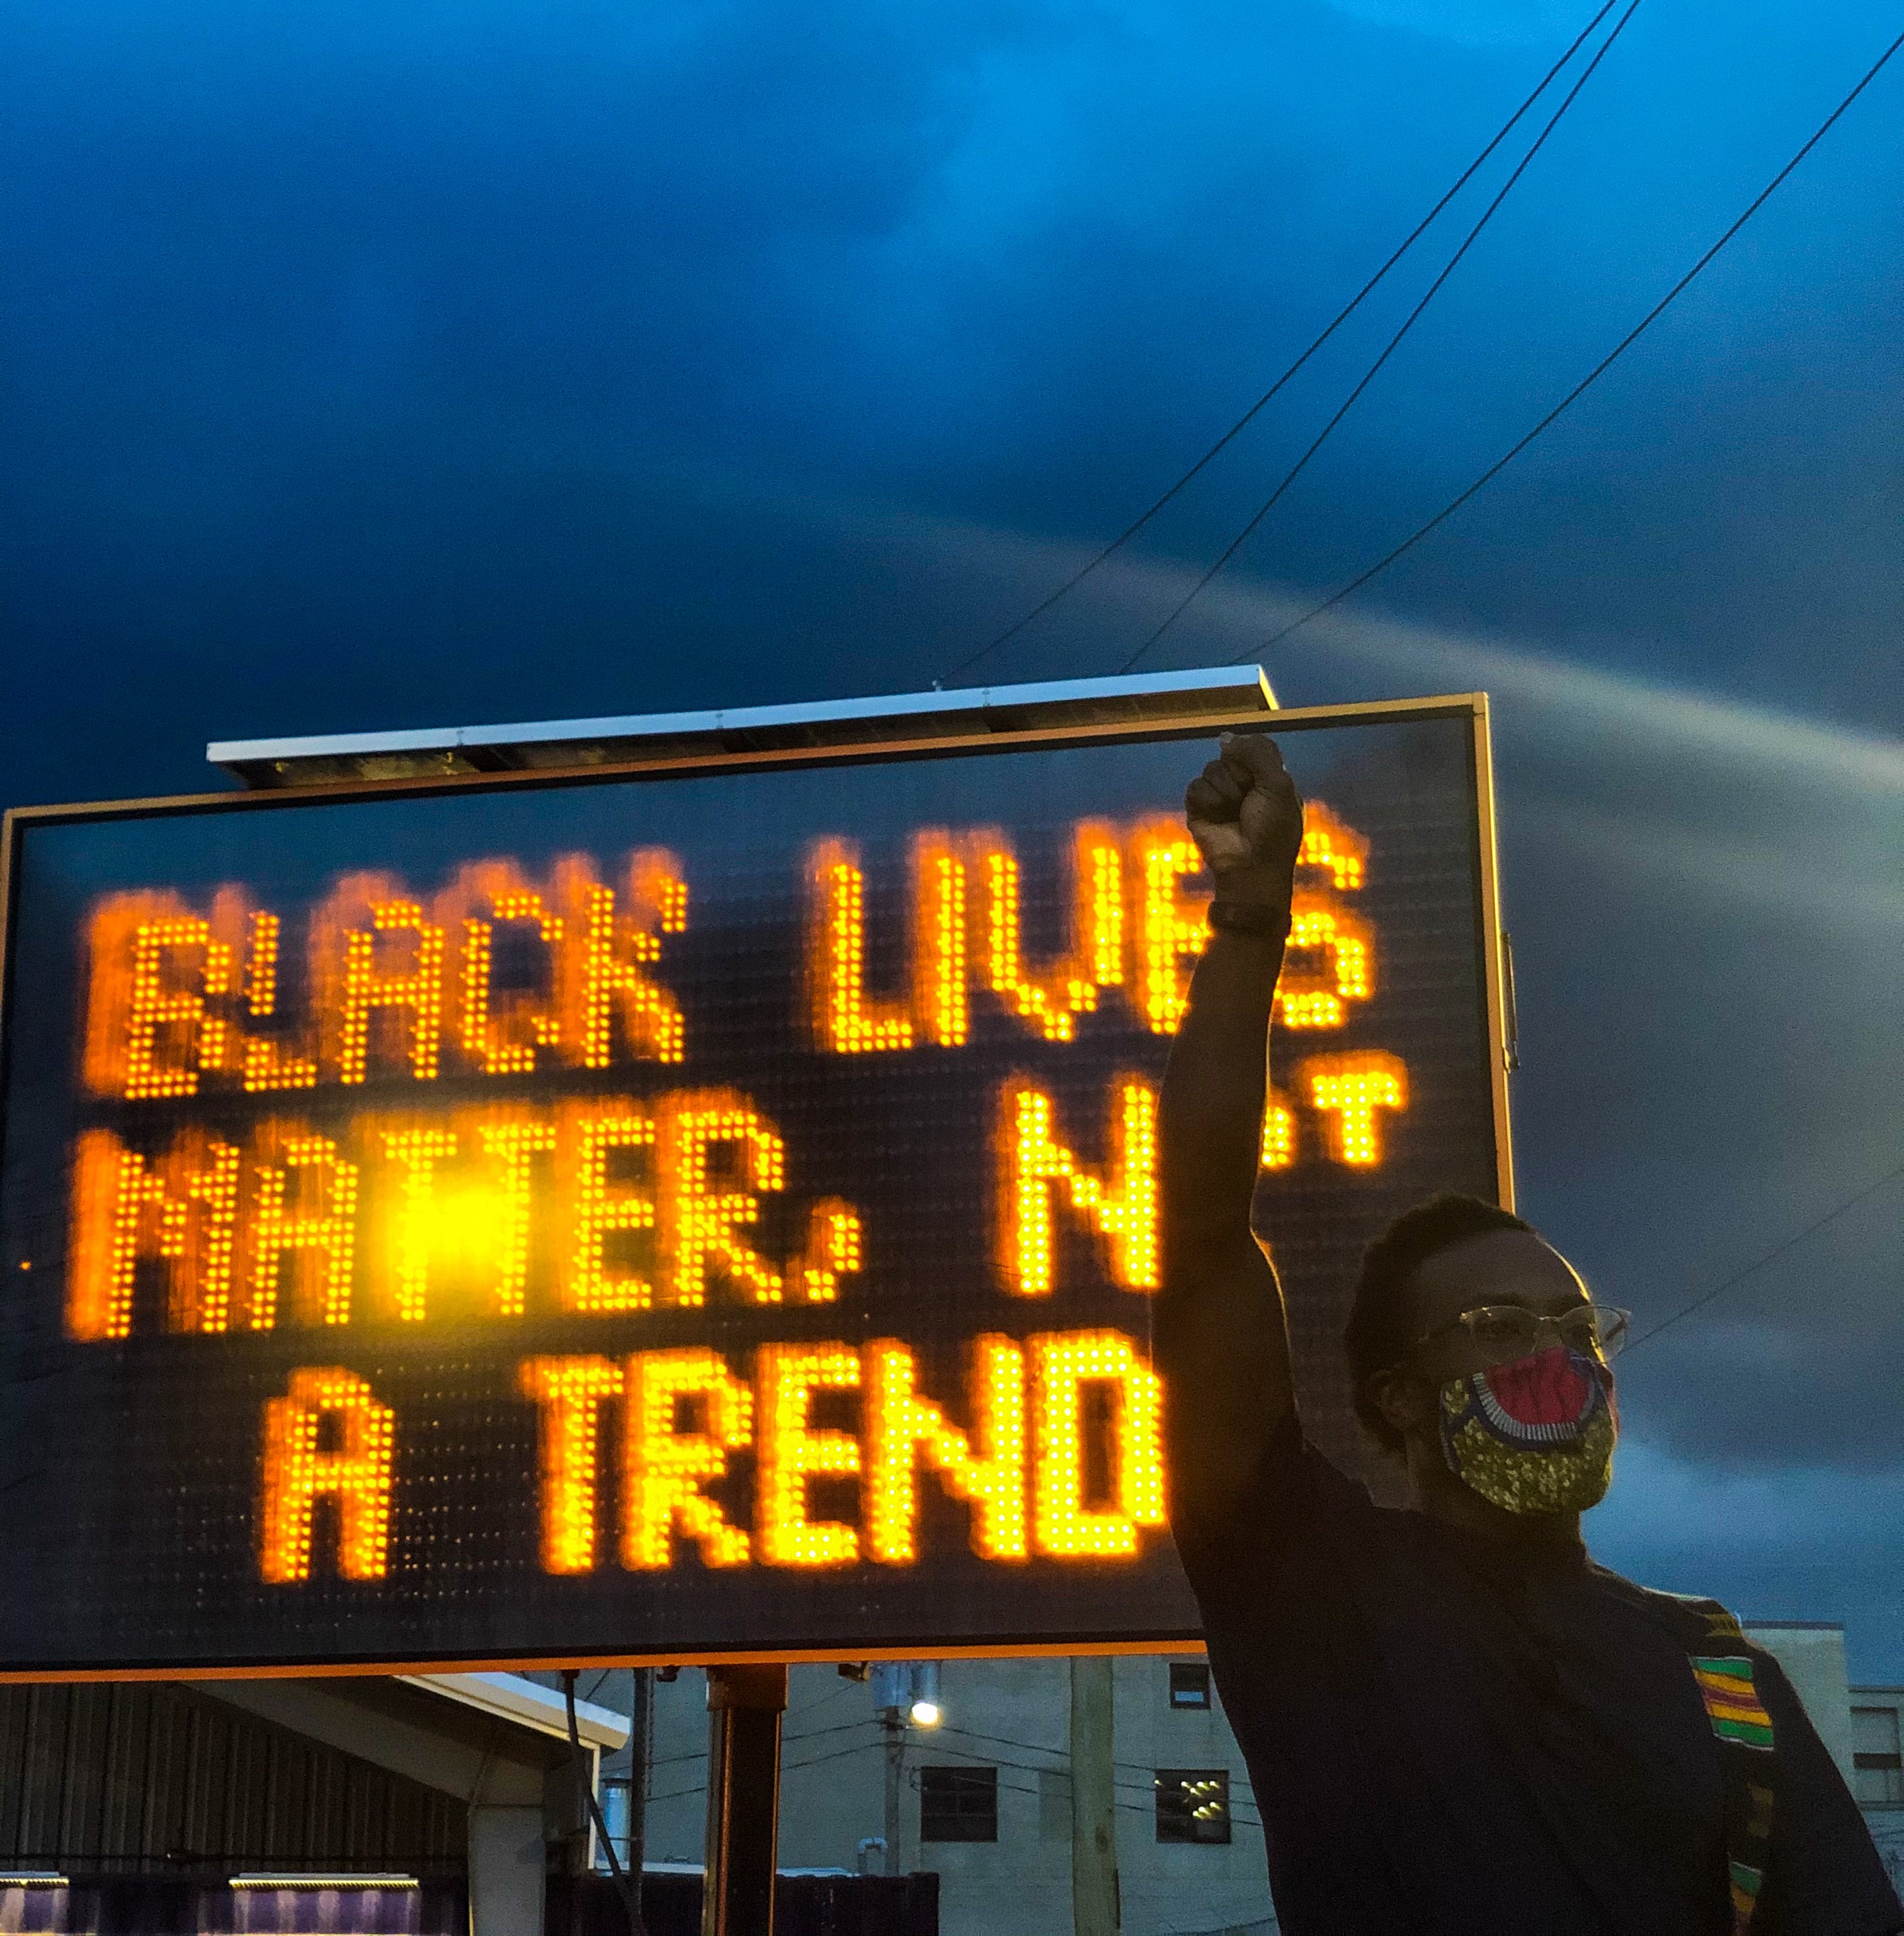 BLACK LIVES
MATTER, NOT
A TREND